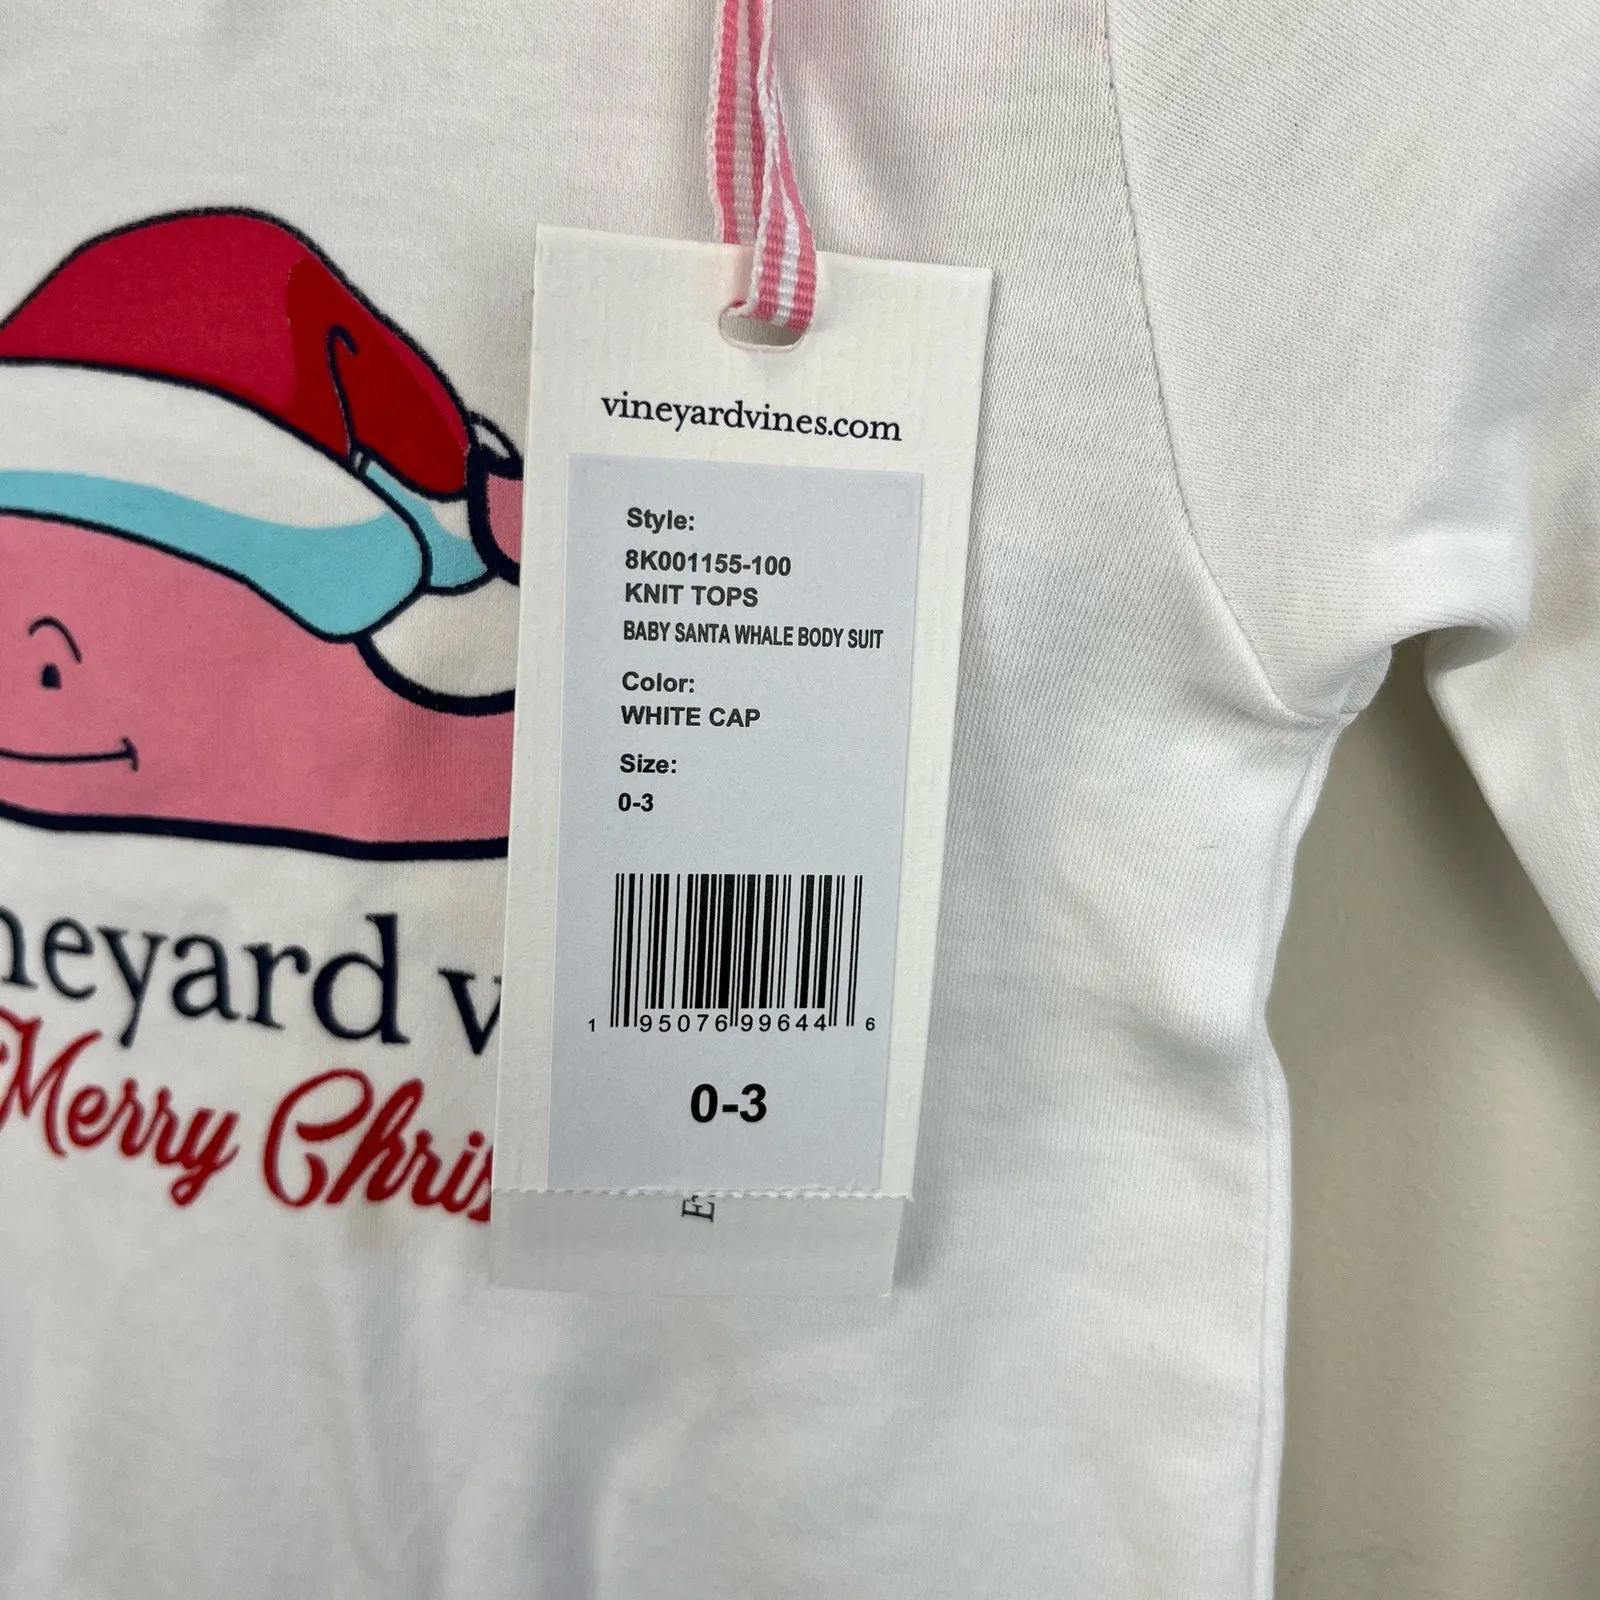 vineyardvines.com
Style:
8K001155-100
KNIT TOPS
BABY SANTA WHALE BODY SUIT
Color:
WHITE CAP
Size:
0-3
1 95076 99644 6
0-3
E
neyard v
Merry Chris